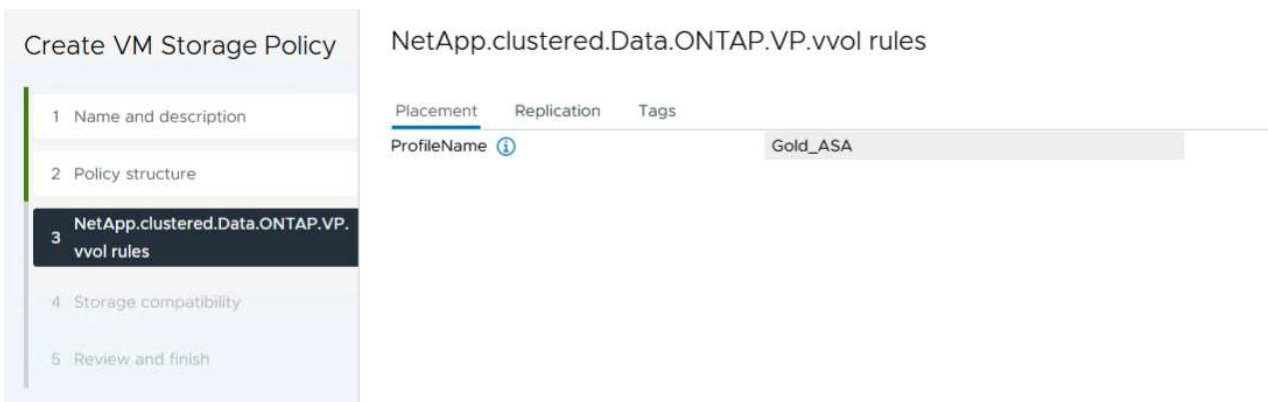 Create VM Storage Policy
1 Name and description
2 Policy structure
3 NetApp.clustered.Data.ONTAP.VP.
vvol rules
4 Storage compatibility
5 Review and finish
NetApp.clustered.Data.ONTAP.VP.vvol rules
Placement Replication Tags
ProfileName Gold_ASA